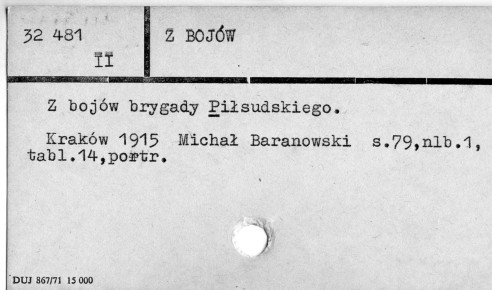 32 481 Z BOJÓW
II
Z bojów brygady Piłsudskiego.
Kraków 1915 Michał Baranowski s.79,nlb.1,
tabl.14,portr.
DUJ 867/71 15 000